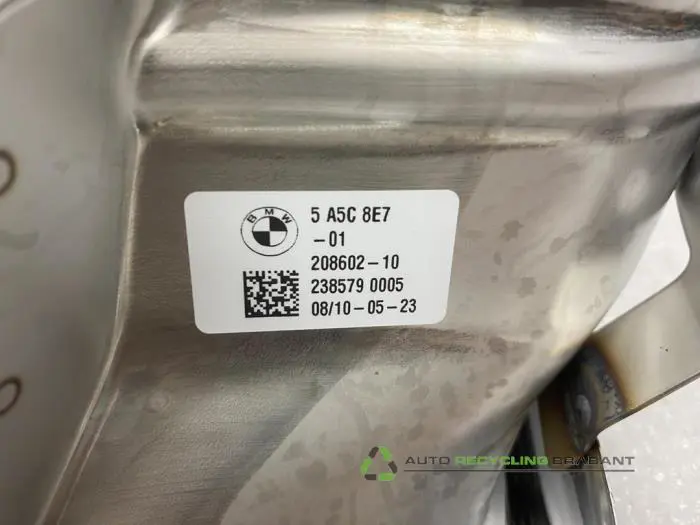 BMW
5 A5C 8E7
-01
208602-10
238579 0005
08/10-05-23
AUTO RECYCLING BRABANT